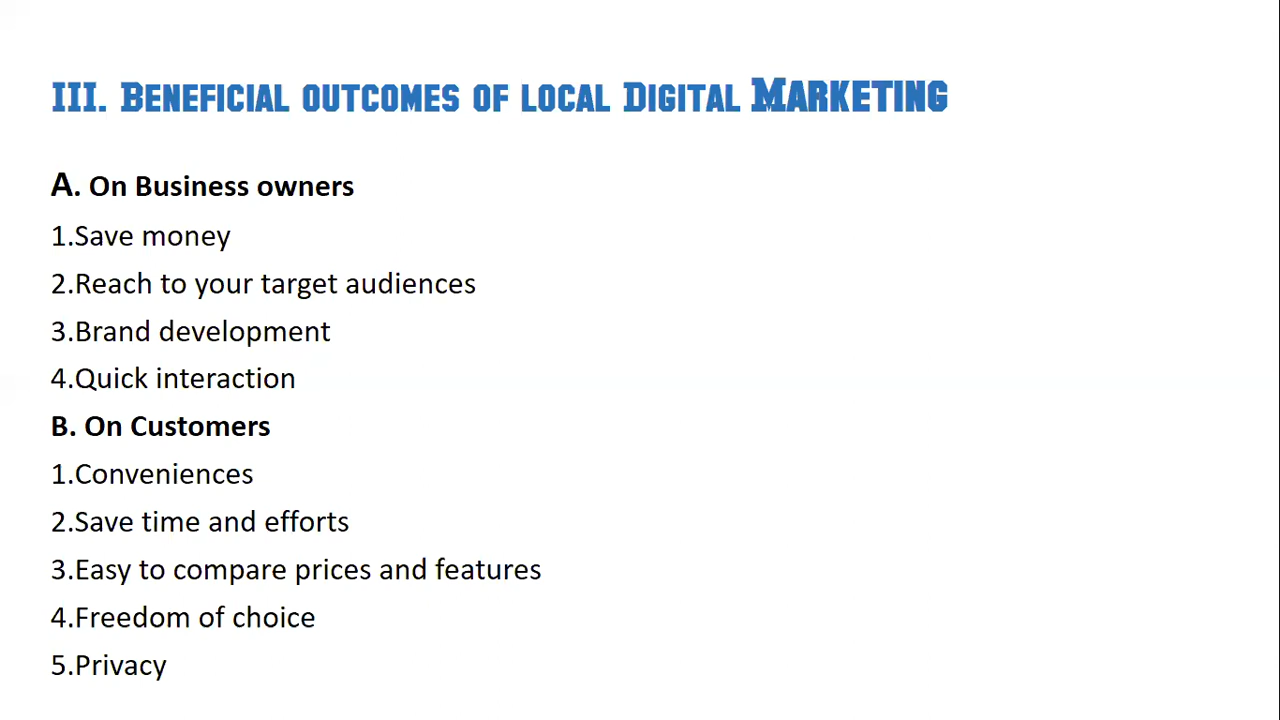 III. Beneficial outcomes of local Digital Marketing
A. On Business owners
1.Save money
2.Reach to your target audiences
3.Brand development
4.Quick interaction
B. On Customers
1.Conveniences
2.Save time and efforts
3.Easy to compare prices and features
4.Freedom of choice
5.Privacy